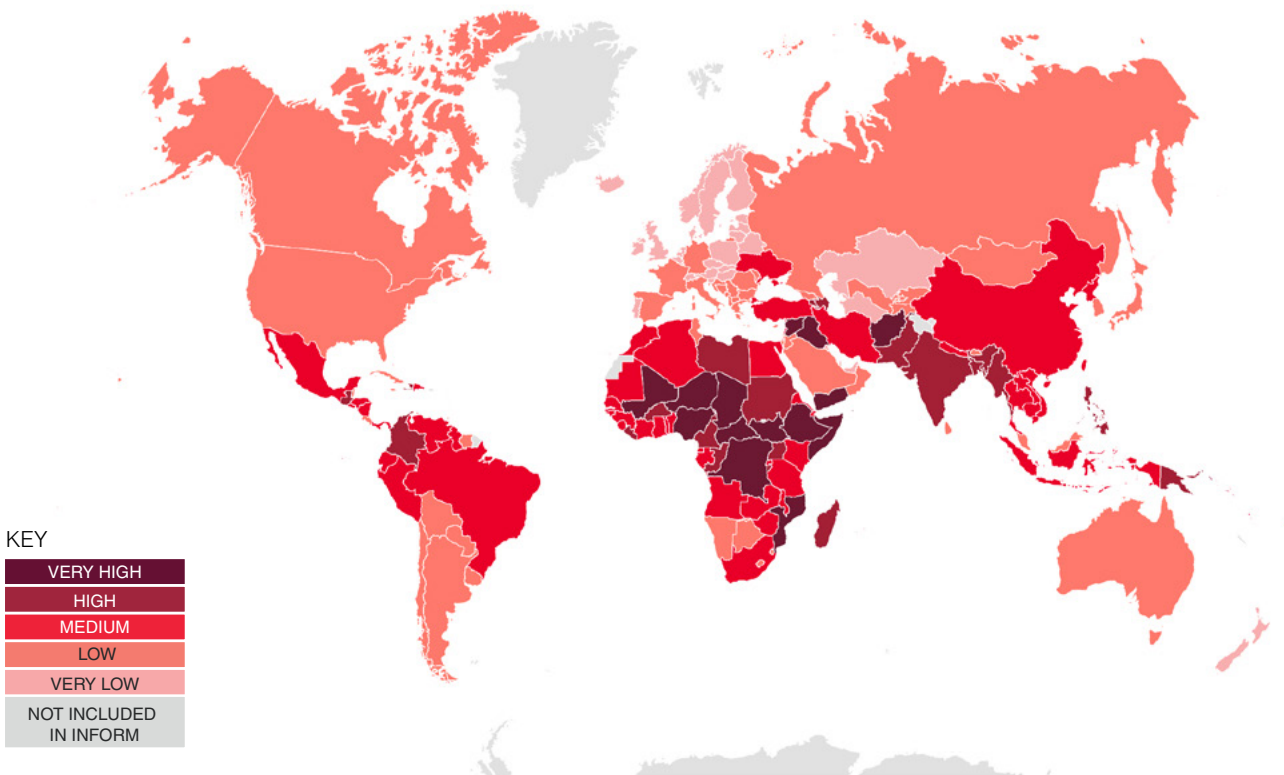 KEY
VERY HIGH
HIGH
MEDIUM
LOW
VERY LOW
NOT INCLUDED
IN INFORM